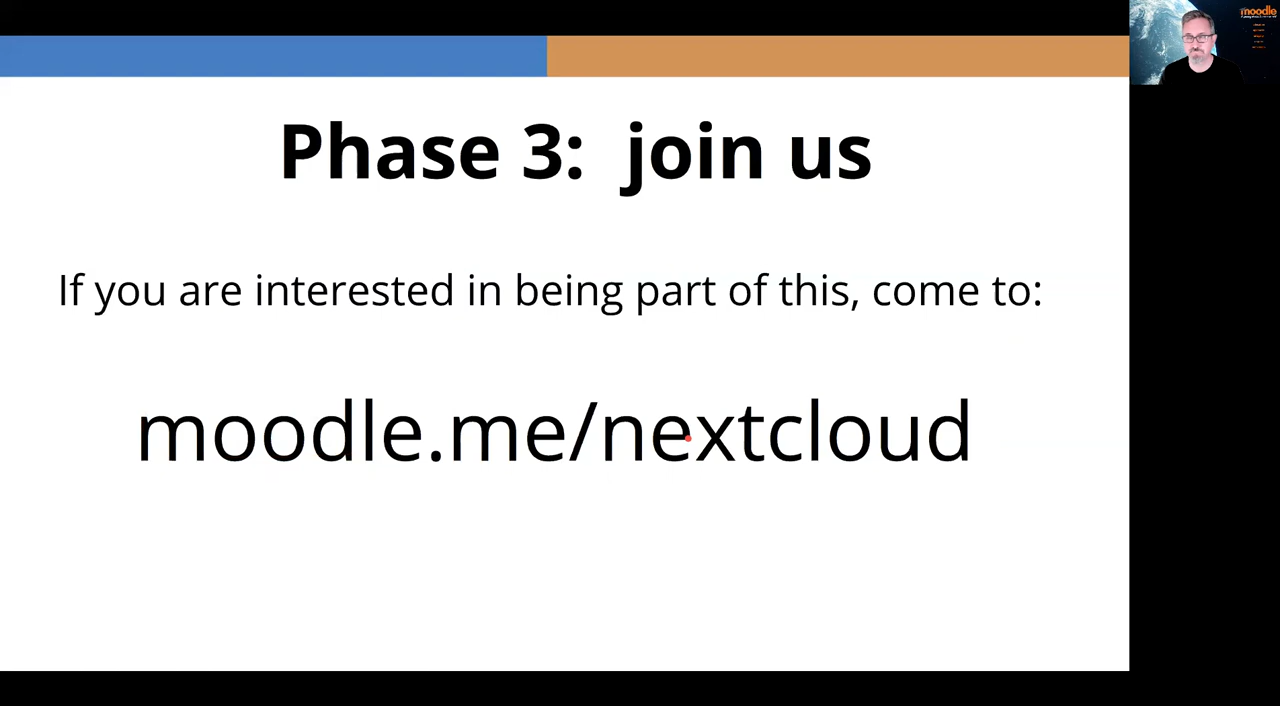 Phase 3: join us
If you are interested in being part of this, come to:
moodle.me/nextcloud
moodle